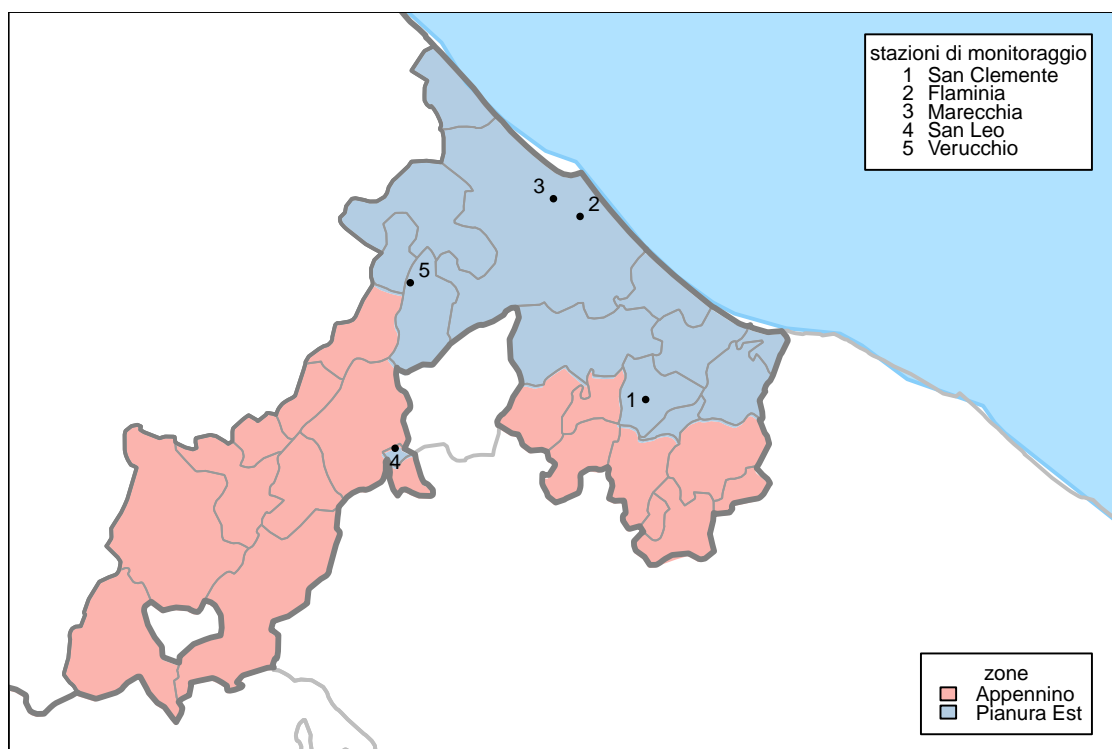 stazioni di monitoraggio
1 San Clemente
2 Flaminia
3 Marecchia
4 San Leo
5 Verucchio
3
2
5
1
4
zone
Appennino
Pianura Est